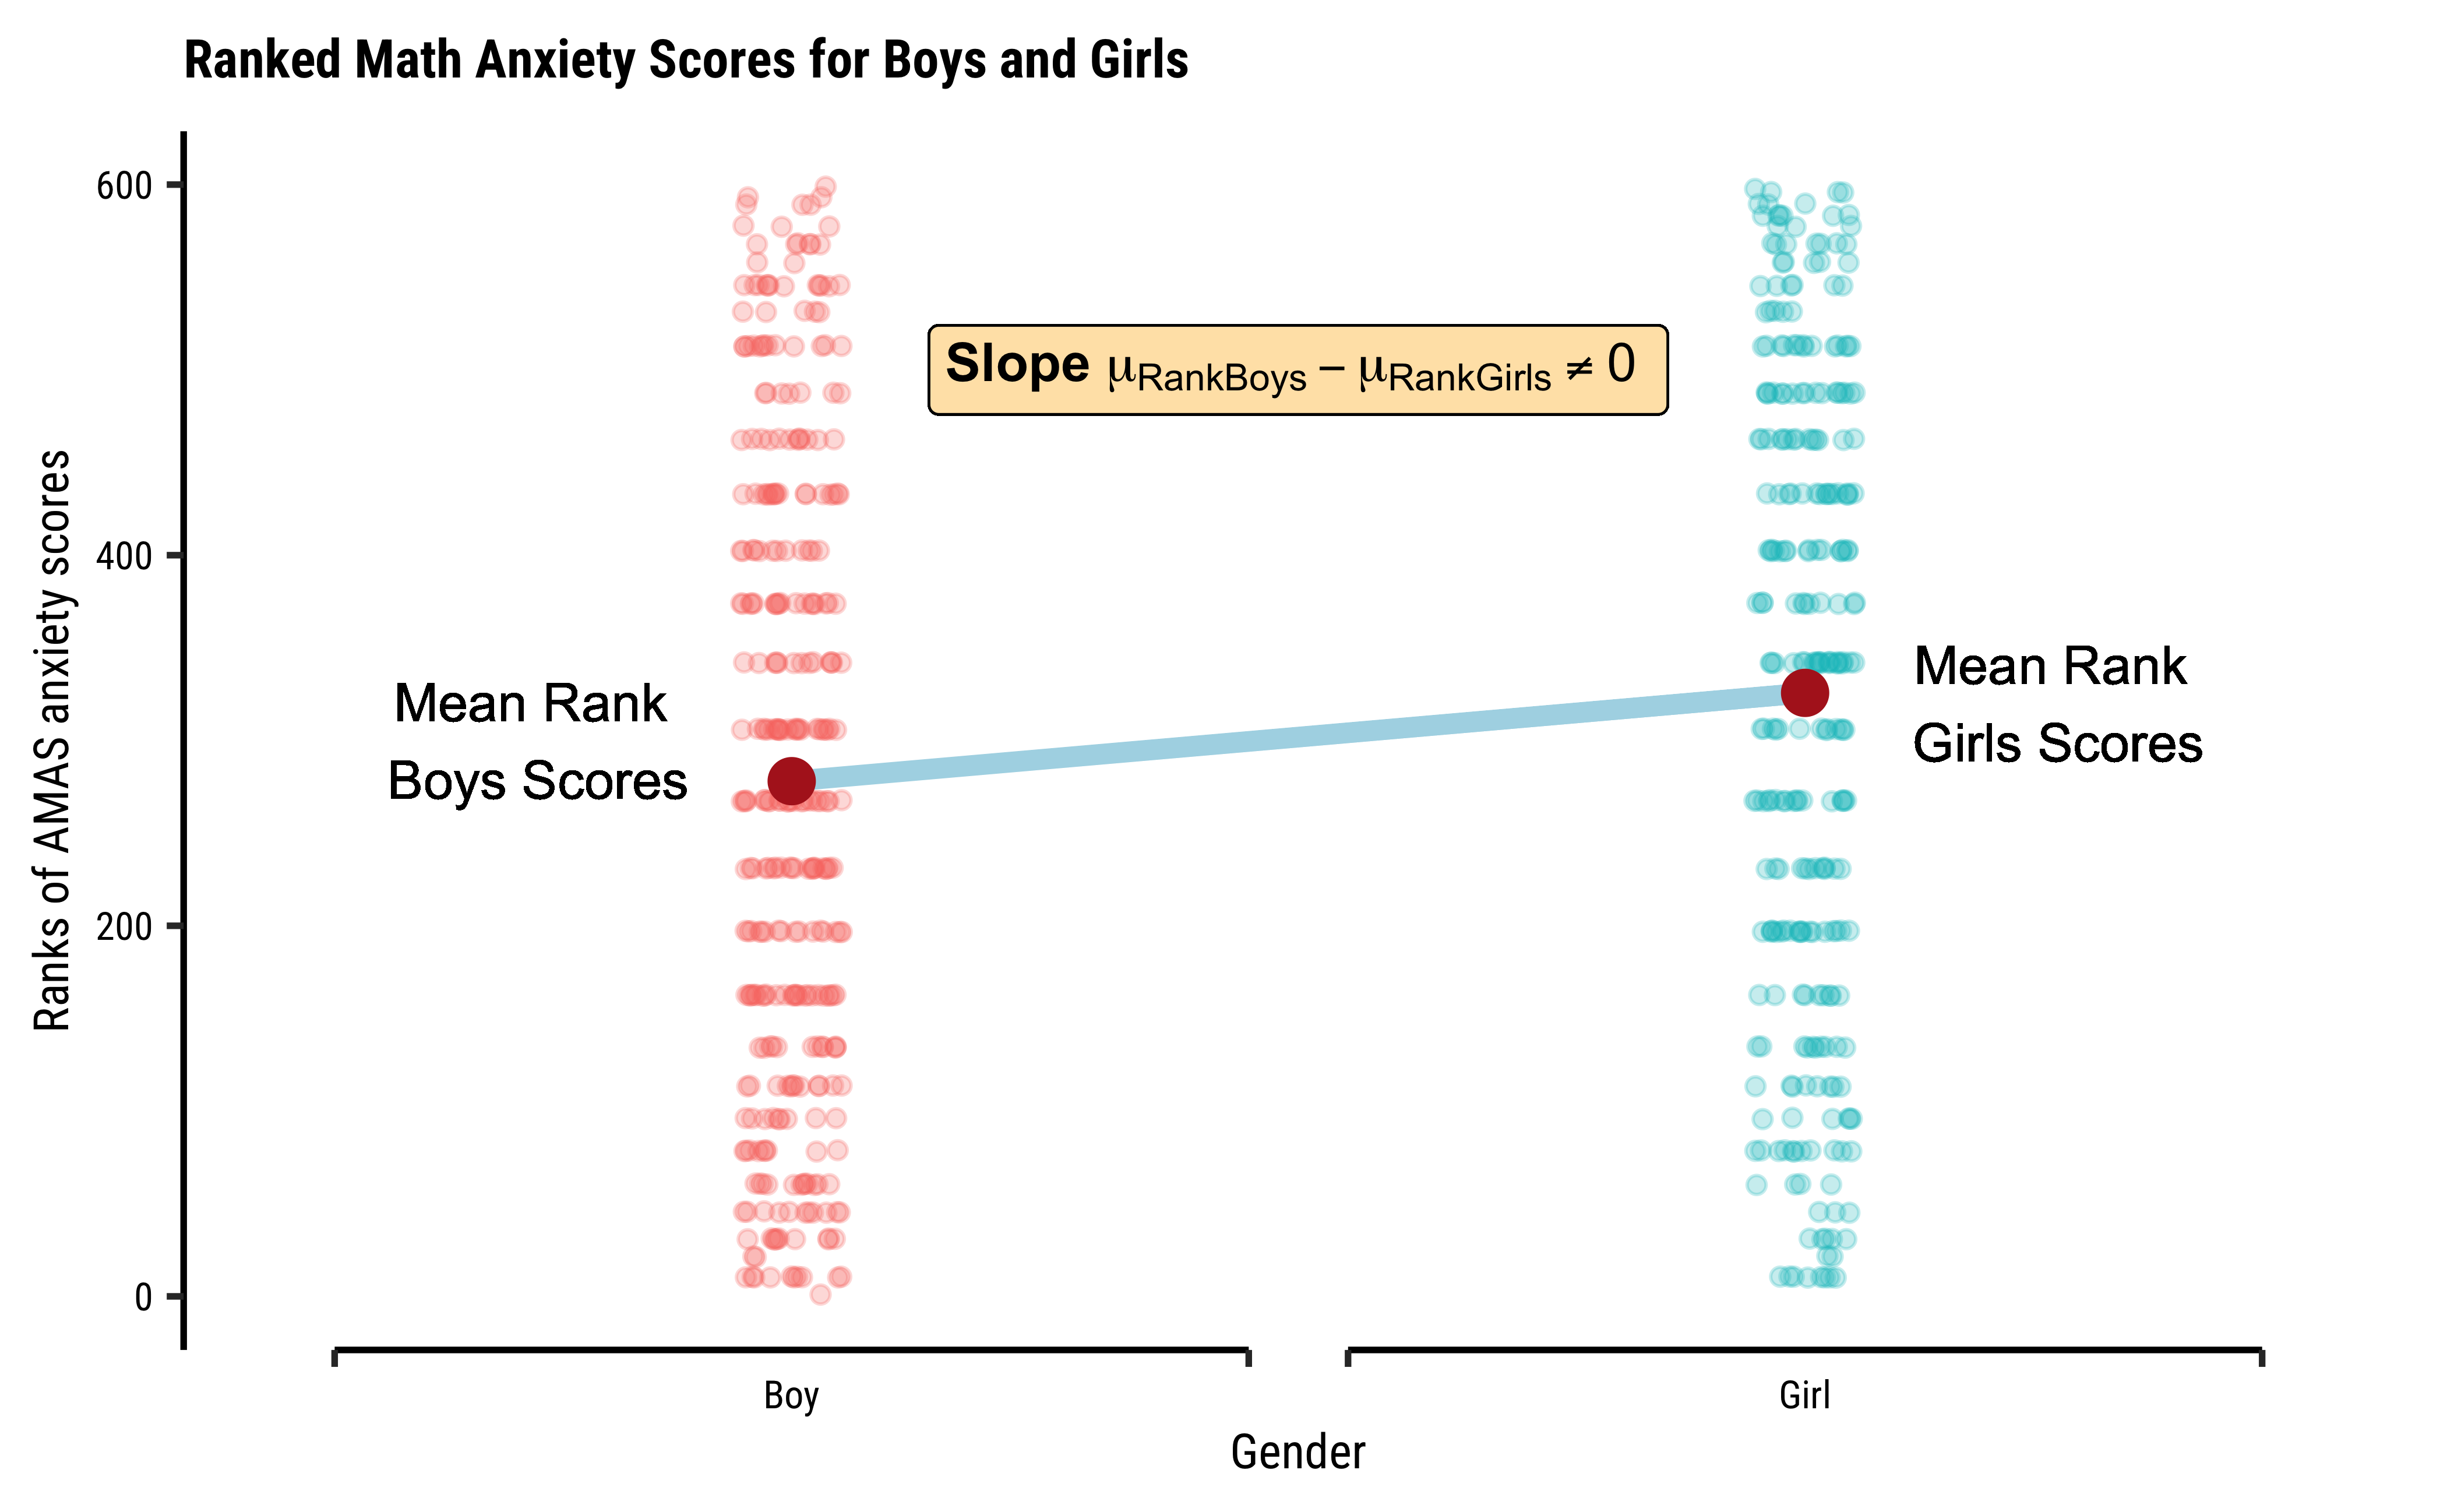 Ranked Math Anxiety Scores for Boys and Girls
Ranks of AMAS anxiety scores
600
400
200
0
Slope μRankBoys − μRankGirls ≠ 0
Mean Rank
Boys Scores
Mean Rank
Girls Scores
Boy
Girl
Gender